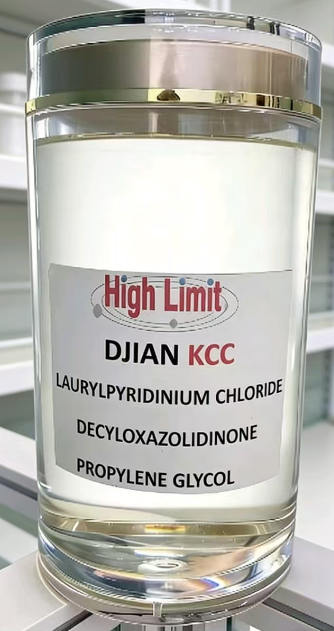 High Limit
DJIAN KCC
LAURYLPYRIDINIUM CHLORIDE
DECYLOXAZOLIDINONE
PROPYLENE GLYCOL